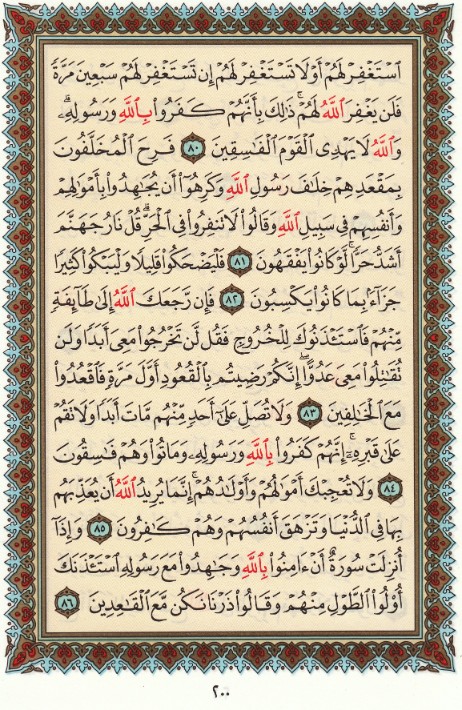 ٱسۡتَغۡفِرۡ لَهُمۡ أَوۡ لَا تَسۡتَغۡفِرۡ لَهُمۡ إِن تَسۡتَغۡفِرۡ لَهُمۡ سَبۡعِينَ مَرَّةٗ
فَلَن يَغۡفِرَ ٱللَّهُ لَهُمۡۚ ذَٰلِكَ بِأَنَّهُمۡ كَفَرُواْ بِٱللَّهِ وَرَسُولِهِۦۗ
وَٱللَّهُ لَا يَهۡدِي ٱلۡقَوۡمَ ٱلۡفَٰسِقِينَ ٨٠ فَرِحَ ٱلۡمُخَلَّفُونَ
بِمَقۡعَدِهِمۡ خِلَٰفَ رَسُولِ ٱللَّهِ وَكَرِهُوٓاْ أَن يُجَٰهِدُواْ بِأَمۡوَٰلِهِمۡ
وَأَنفُسِهِمۡ فِي سَبِيلِ ٱللَّهِ وَقَالُواْ لَا تَنفِرُواْ فِي ٱلۡحَرِّۗ قُلۡ نَارُ جَهَنَّمَ
أَشَدُّ حَرّٗاۚ لَّوۡ كَانُواْ يَفۡقَهُونَ ٨١ فَلۡيَضۡحَكُواْ قَلِيلٗا وَلۡيَبۡكُواْ كَثِيرٗا
جَزَآءَۢ بِمَا كَانُواْ يَكۡسِبُونَ ٨٢ فَإِن رَّجَعَكَ ٱللَّهُ إِلَىٰ طَآئِفَةٖ
مِّنۡهُمۡ فَٱسۡتَـٔۡذَنُوكَ لِلۡخُرُوجِ فَقُل لَّن تَخۡرُجُواْ مَعِيَ أَبَدٗا وَلَن
تُقَٰتِلُواْ مَعِيَ عَدُوًّاۖ إِنَّكُمۡ رَضِيتُم بِٱلۡقُعُودِ أَوَّلَ مَرَّةٖ فَٱقۡعُدُواْ
مَعَ ٱلۡخَٰلِفِينَ ٨٣ وَلَا تُصَلِّ عَلَىٰٓ أَحَدٖ مِّنۡهُم مَّاتَ أَبَدٗا وَلَا تَقُمۡ
عَلَىٰ قَبۡرِهِۦٓۖ إِنَّهُمۡ كَفَرُواْ بِٱللَّهِ وَرَسُولِهِۦ وَمَاتُواْ وَهُمۡ فَٰسِقُونَ
٨٤ وَلَا تُعۡجِبۡكَ أَمۡوَٰلُهُمۡ وَأَوۡلَٰدُهُمۡۚ إِنَّمَا يُرِيدُ ٱللَّهُ أَن يُعَذِّبَهُم
بِهَا فِي ٱلدُّنۡيَا وَتَزۡهَقَ أَنفُسُهُمۡ وَهُمۡ كَٰفِرُونَ ٨٥ وَإِذَآ
أُنزِلَتۡ سُورَةٌ أَنۡ ءَامِنُواْ بِٱللَّهِ وَجَٰهِدُواْ مَعَ رَسُولِهِ ٱسۡتَـٔۡذَنَكَ
أُوْلُواْ ٱلطَّوۡلِ مِنۡهُمۡ وَقَالُواْ ذَرۡنَا نَكُن مَّعَ ٱلۡقَٰعِدِينَ ٨٦
٢٠٠